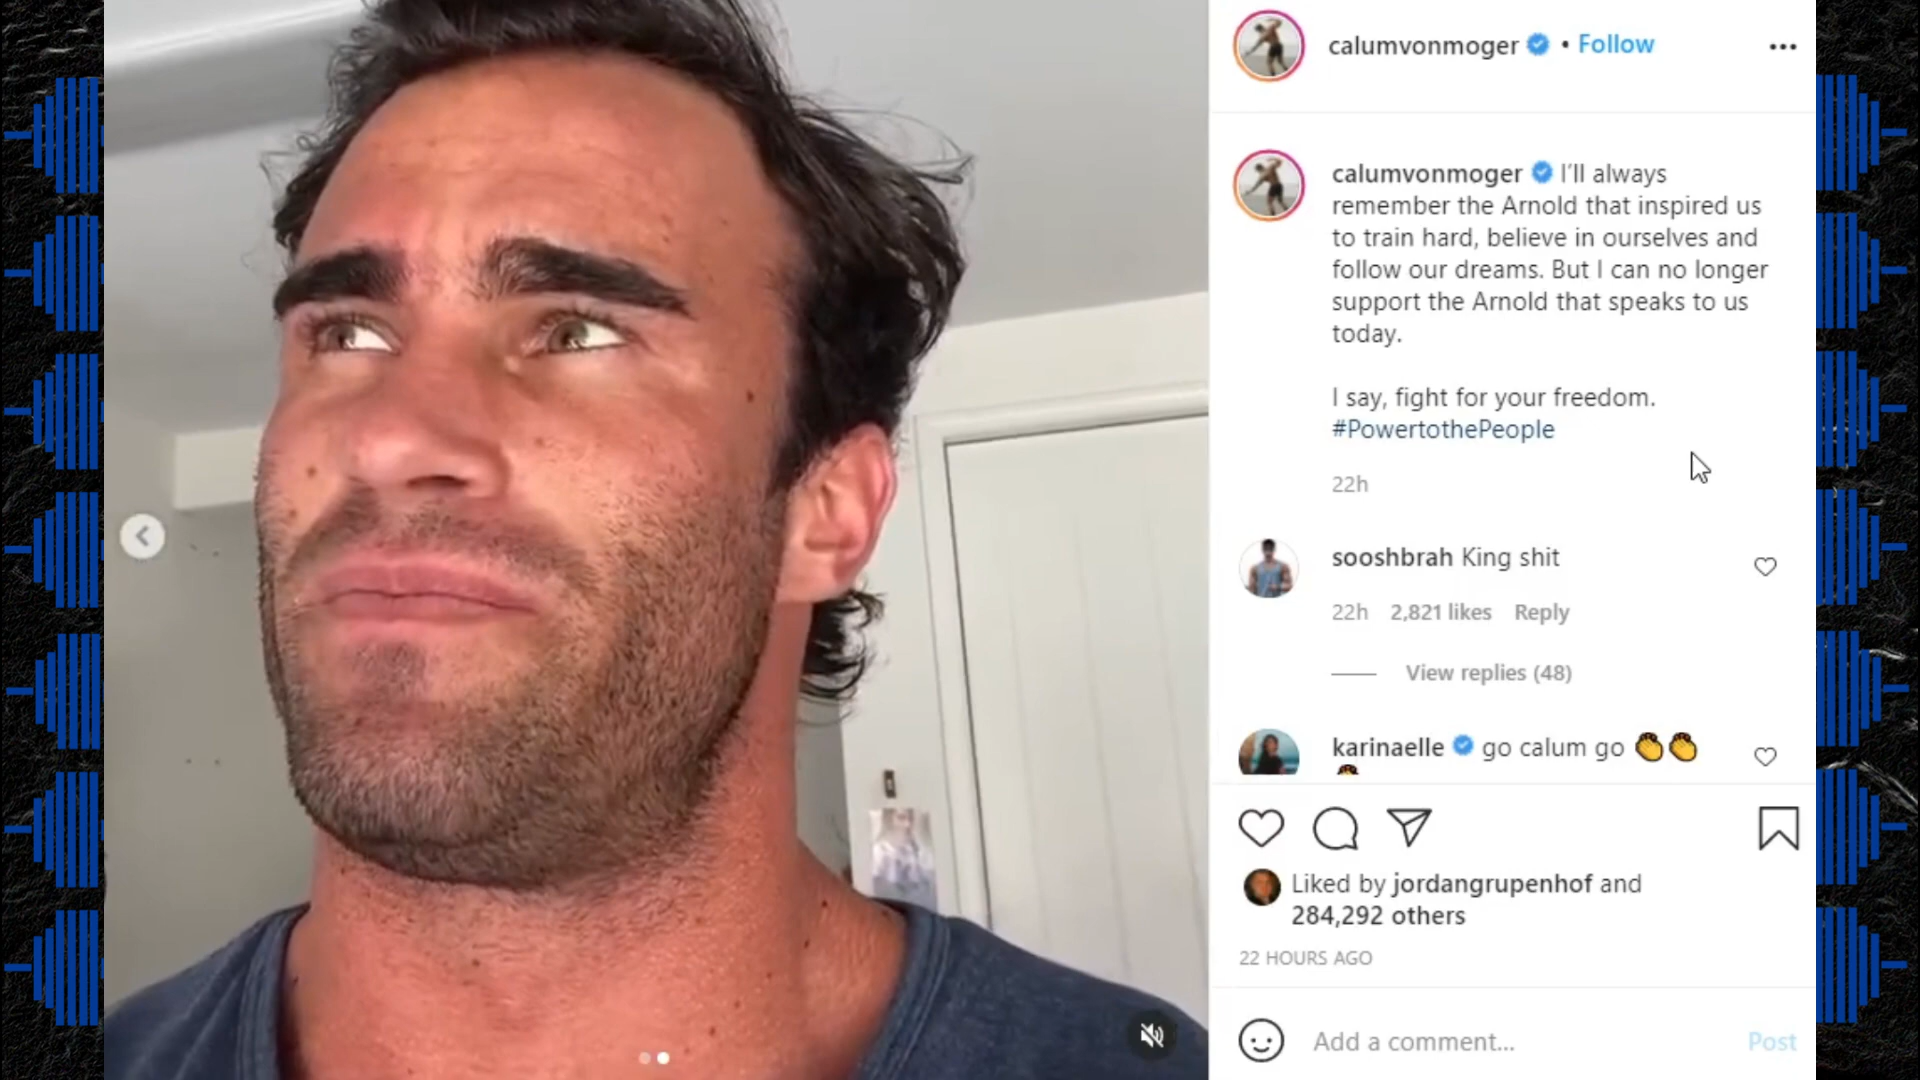 calumvonmoger • Follow
calumvonmoger I'll always
remember the Arnold that inspired us
to train hard, believe in ourselves and
follow our dreams. But I can no longer
support the Arnold that speaks to us
today.
I say, fight for your freedom.
#PowertothePeople
22h
sooshbrah King shit
22h 2,821 likes Reply
View replies (48)
karinaelle go calum go 👏👏
Liked by jordangrupenhof and
284,292 others
22 HOURS AGO
Add a comment... Post